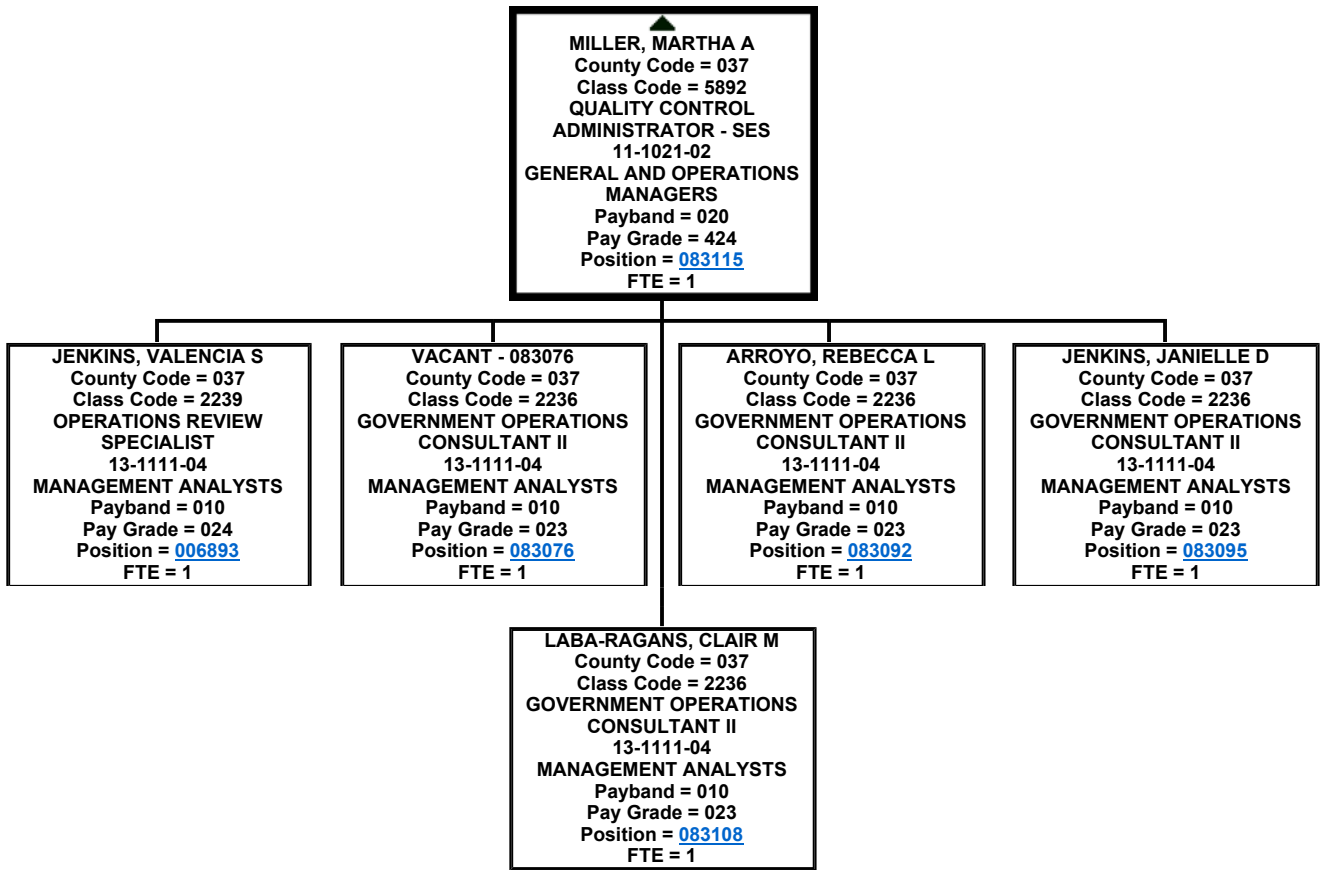 MILLER, MARTHA A
County Code = 037
Class Code = 5892
QUALITY CONTROL
ADMINISTRATOR - SES
11-1021-02
GENERAL AND OPERATIONS
MANAGERS
Payband = 020
Pay Grade = 424
Position = 083115
FTE = 1
JENKINS, VALENCIA S
County Code = 037
Class Code = 2239
OPERATIONS REVIEW
SPECIALIST
13-1111-04
MANAGEMENT ANALYSTS
Payband = 010
Pay Grade = 024
Position = 006893
FTE = 1
VACANT - 083076
County Code = 037
Class Code = 2236
GOVERNMENT OPERATIONS
CONSULTANT II
13-1111-04
MANAGEMENT ANALYSTS
Payband = 010
Pay Grade = 023
Position = 083076
FTE = 1
ARROYO, REBECCA L
County Code = 037
Class Code = 2236
GOVERNMENT OPERATIONS
CONSULTANT II
13-1111-04
MANAGEMENT ANALYSTS
Payband = 010
Pay Grade = 023
Position = 083092
FTE = 1
JENKINS, JANIELLE D
County Code = 037
Class Code = 2236
GOVERNMENT OPERATIONS
CONSULTANT II
13-1111-04
MANAGEMENT ANALYSTS
Payband = 010
Pay Grade = 023
Position = 083095
FTE = 1
LABA-RAGANS, CLAIR M
County Code = 037
Class Code = 2236
GOVERNMENT OPERATIONS
CONSULTANT II
13-1111-04
MANAGEMENT ANALYSTS
Payband = 010
Pay Grade = 023
Position = 083108
FTE = 1